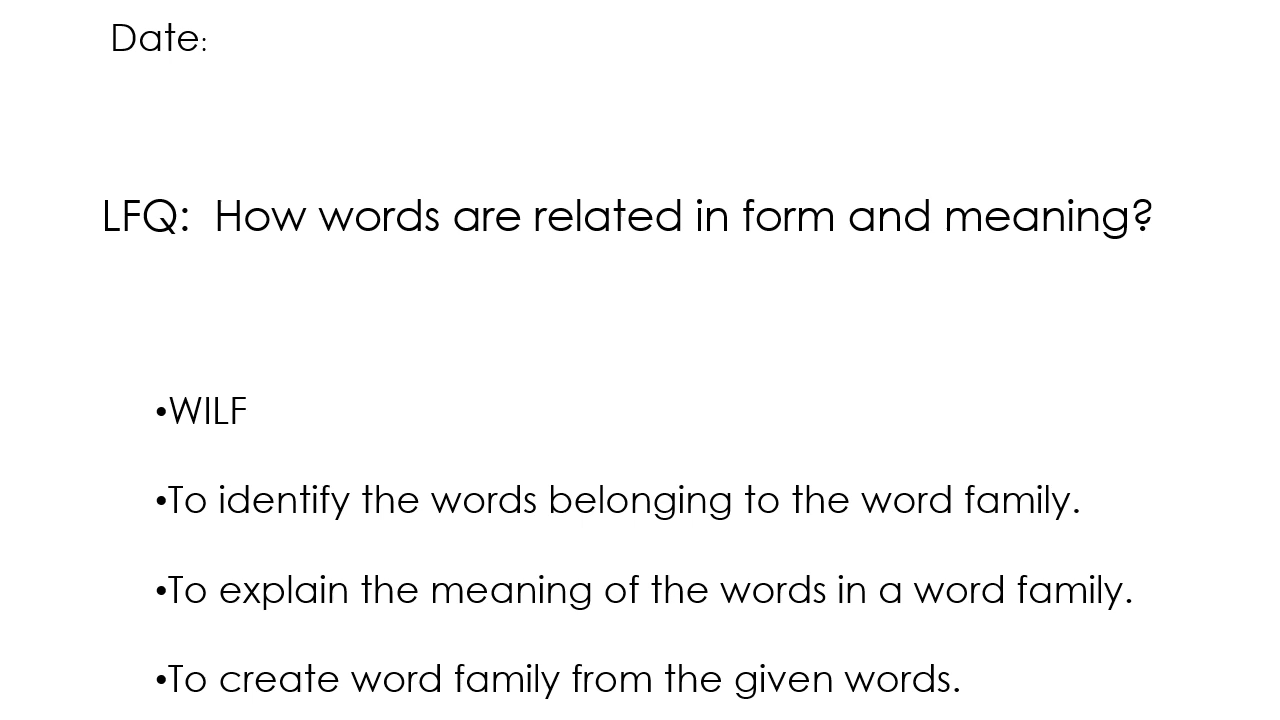 Date:
LFQ:  How words are related in form and meaning?
•WILF
•To identify the words belonging to the word family.
•To explain the meaning of the words in a word family.
•To create word family from the given words.